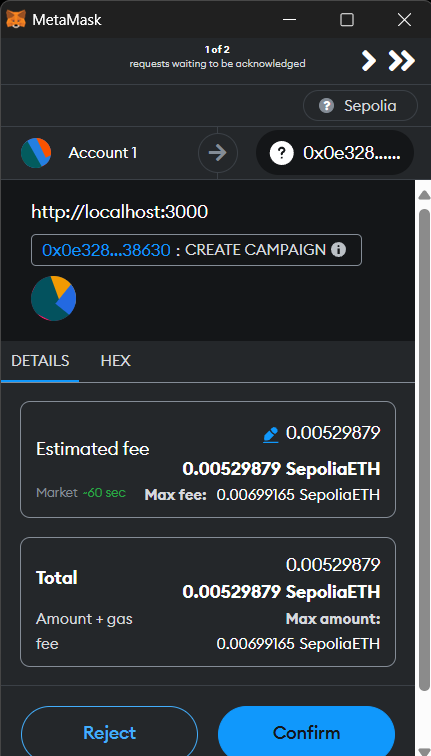 MetaMask
1 of 2
requests waiting to be acknowledged
? Sepolia
Account 1
? 0x0e328......
http://localhost:3000
0x0e328...38630 : CREATE CAMPAIGN
DETAILS HEX
0.00529879
Estimated fee
0.00529879 SepoliaETH
Market ~60 sec Max fee: 0.00699165 SepoliaETH
0.00529879
Total 0.00529879 SepoliaETH
Amount + gas Max amount:
fee 0.00699165 SepoliaETH
Reject Confirm